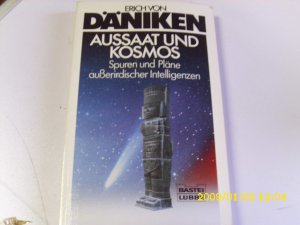 ERICH VON
DÄNIKEN
AUSSAAT UND
KOSMOS
Spuren und Pläne
außerirdischer Intelligenzen
BASTEI
LÜBBE